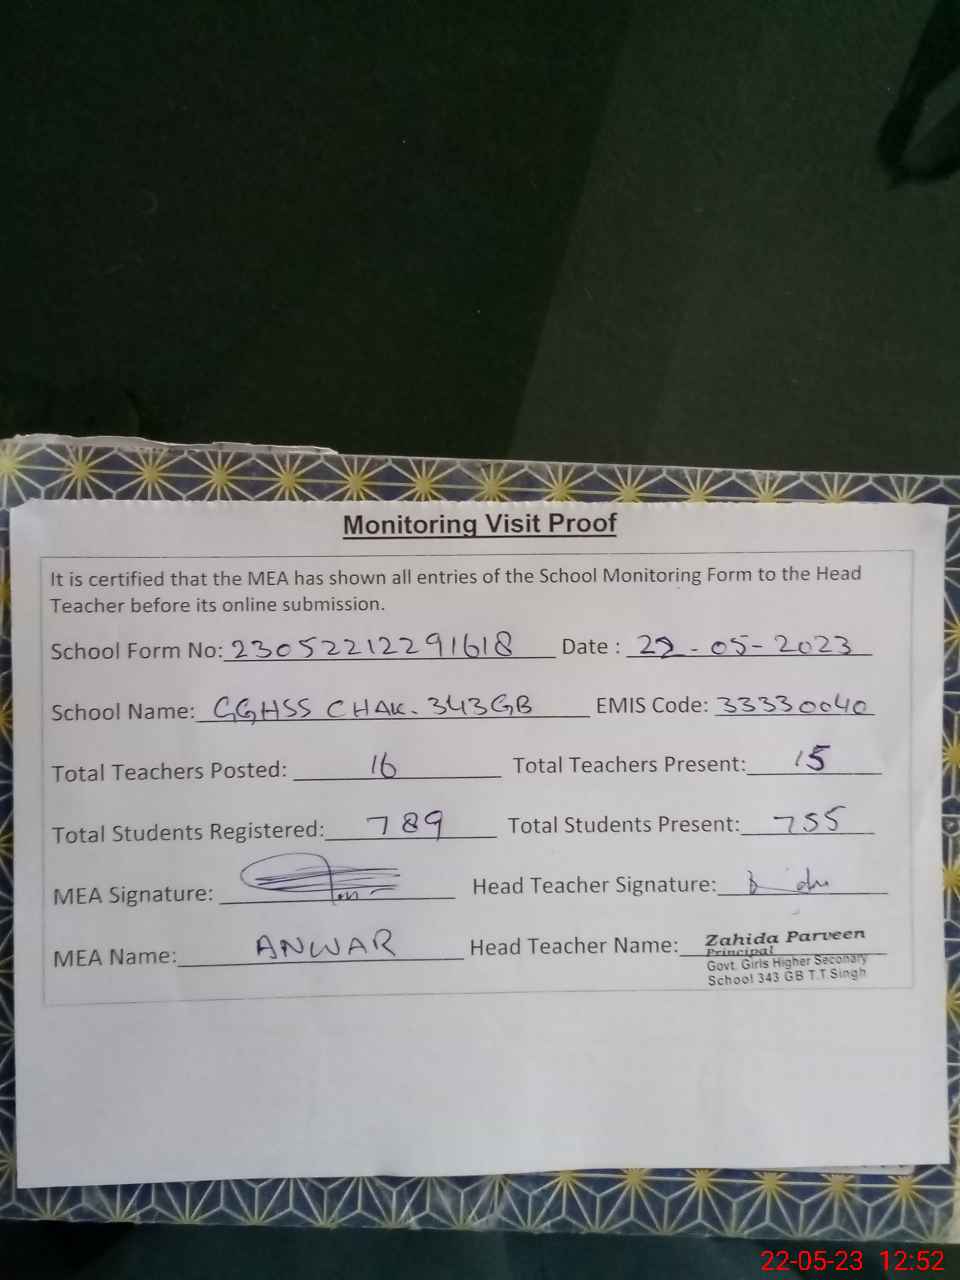 Monitoring Visit Proof
It is certified that the MEA has shown all entries of the School Monitoring Form to the Head
Teacher before its online submission.
School Form No: 23052212291618 Date : 22-05-2023
School Name: GGHSS CHAK. 343GB EMIS Code: 33330040
Total Teachers Posted: 16 Total Teachers Present: 15
Total Students Registered: 789 Total Students Present: 755
MEA Signature: Head Teacher Signature:
MEA Name: ANWAR Head Teacher Name: Zahida Parveen
Principal
Govt. Girls Higher Seconary
School 343 GB T.T.Singh
22-05-23 12:52